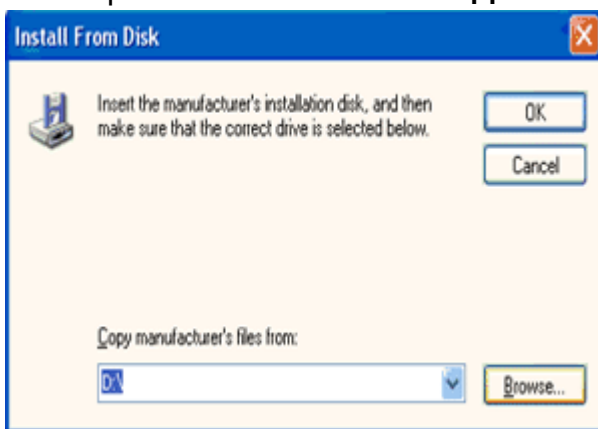 Install From Disk
Insert the manufacturer's installation disk, and then
make sure that the correct drive is selected below.
OK
Cancel
Copy manufacturer's files from:
D:\
Browse...